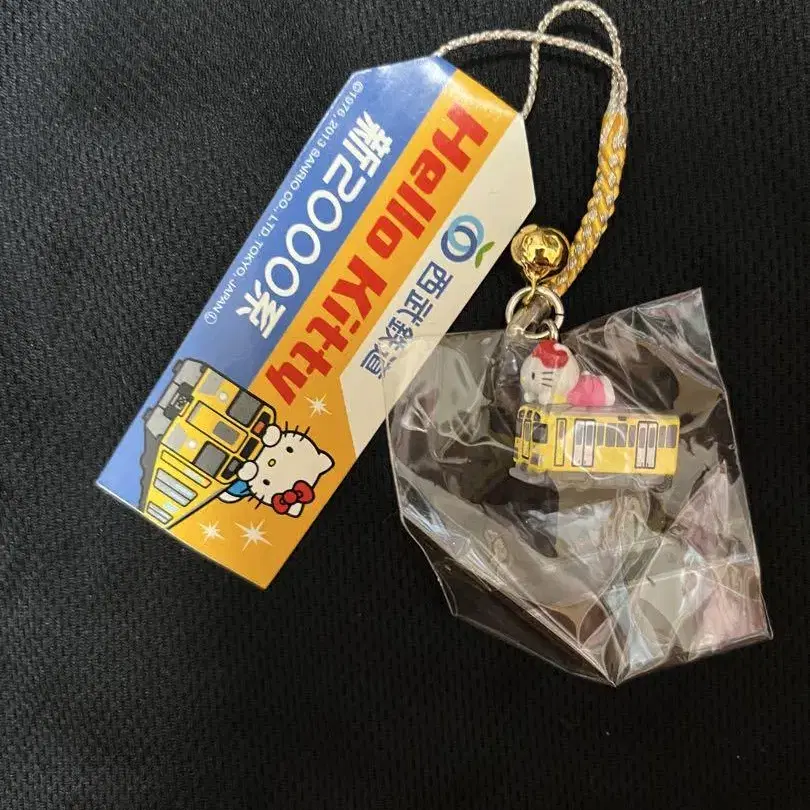 西武鉄道
Hello Kitty
新２０００系
©1976, 2013 SANRIO CO., LTD. TOKYO, JAPAN Ⓛ